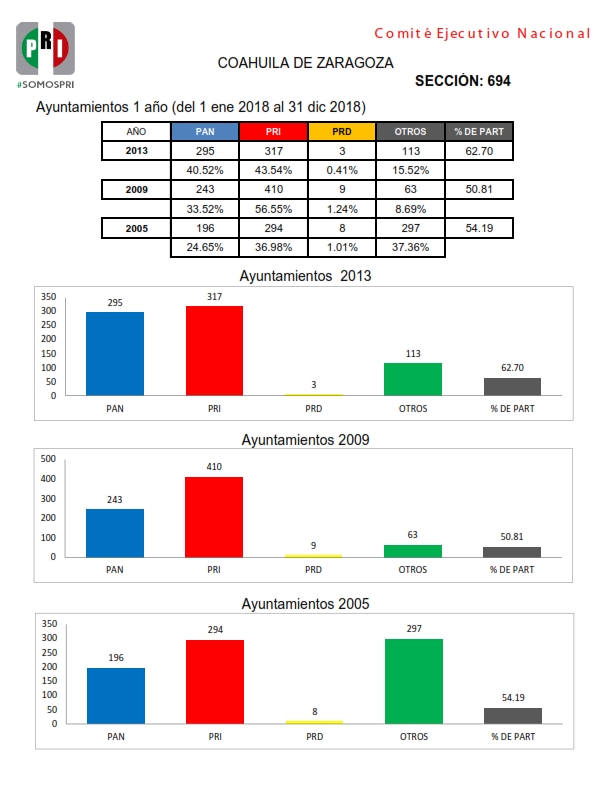 Comité Ejecutivo Nacional
PRI
#SOMOSPRI
COAHUILA DE ZARAGOZA
SECCIÓN: 694
Ayuntamientos 1 año (del 1 ene 2018 al 31 dic 2018)
AÑO PAN PRI PRD OTROS % DE PART
2013 295 317 3 113 62.70
40.52% 43.54% 0.41% 15.52%
2009 243 410 9 63 50.81
33.52% 56.55% 1.24% 8.69%
2005 196 294 8 297 54.19
24.65% 36.98% 1.01% 37.36%
Ayuntamientos 2013
350
300
250
200
150
100
50
0
295 317 3 113 62.70
PAN PRI PRD OTROS % DE PART
Ayuntamientos 2009
500
400
300
200
100
0
243 410 9 63 50.81
PAN PRI PRD OTROS % DE PART
Ayuntamientos 2005
350
300
250
200
150
100
50
0
196 294 8 297 54.19
PAN PRI PRD OTROS % DE PART